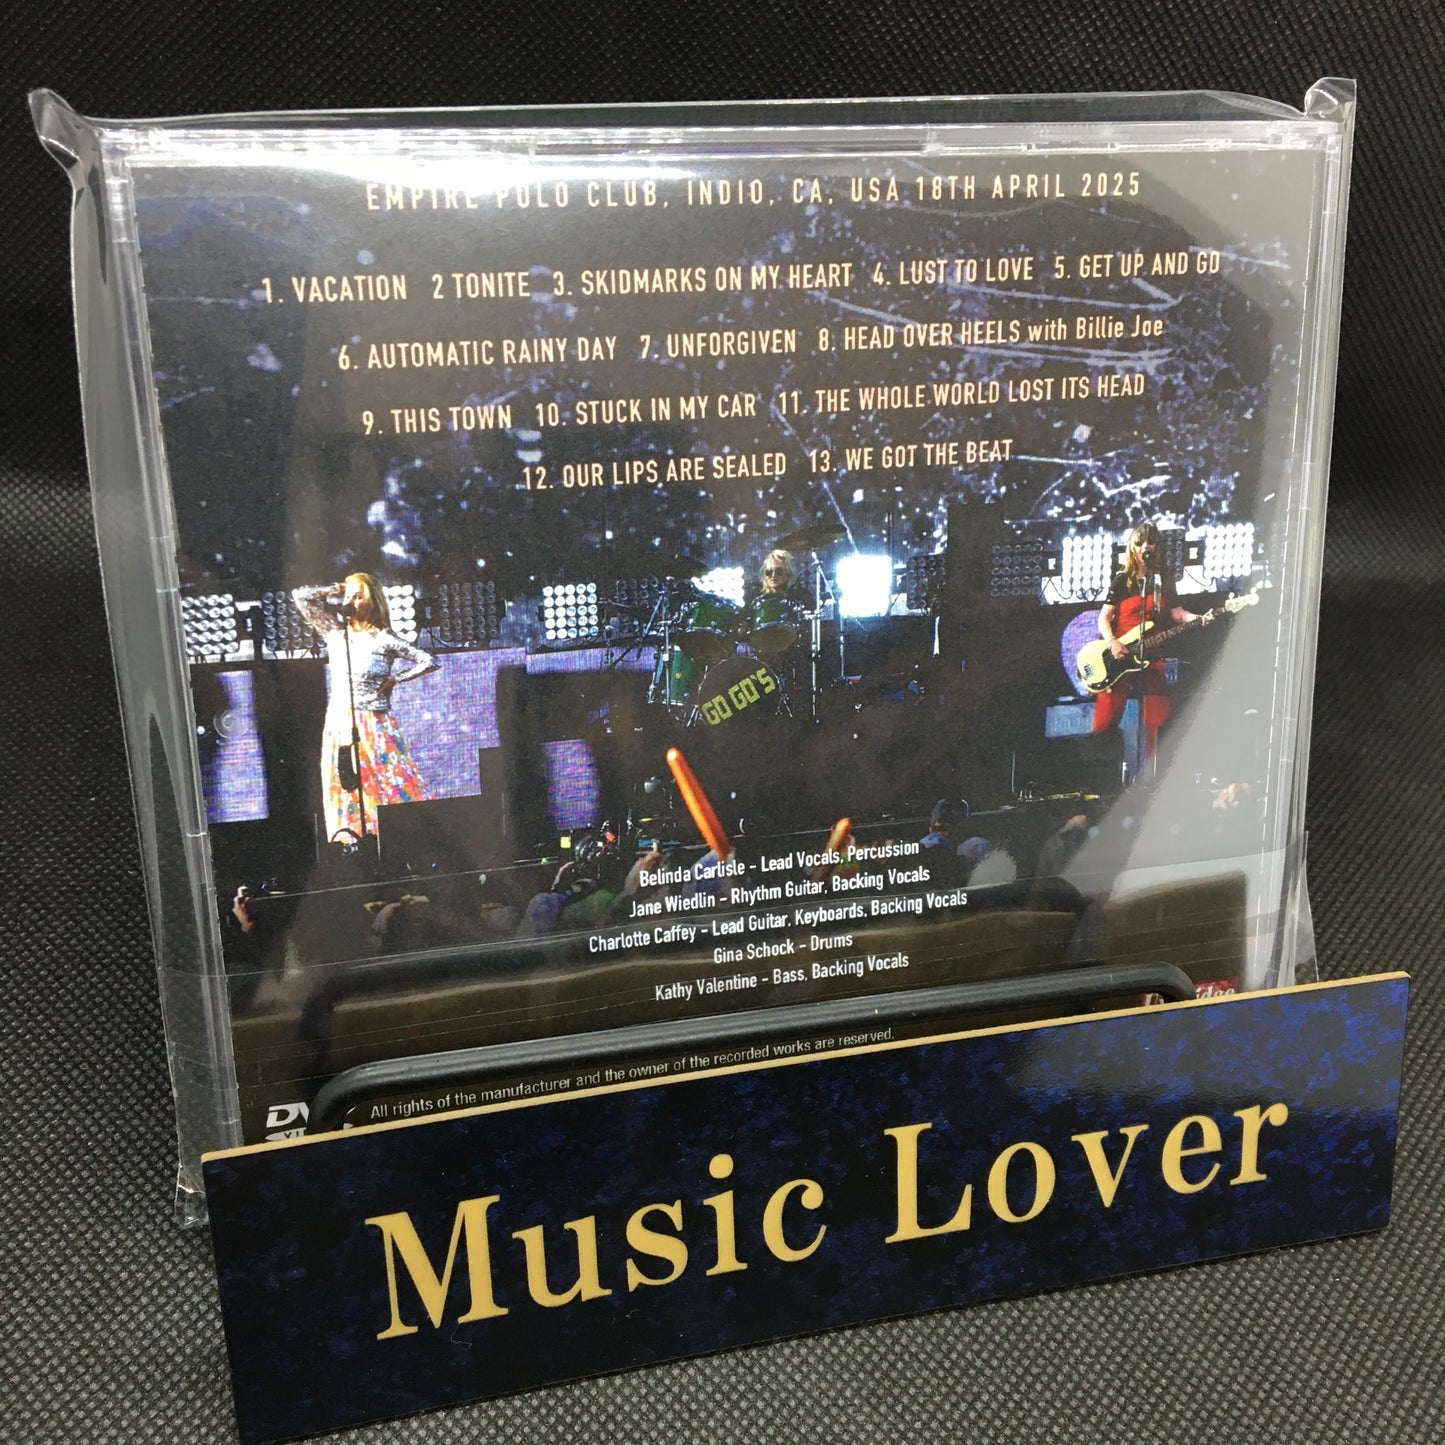 EMPIRE POLO CLUB, INDIO, CA, USA 18TH APRIL 2025
1. VACATION 2 TONITE 3. SKIDMARKS ON MY HEART 4. LUST TO LOVE 5. GET UP AND GO
6. AUTOMATIC RAINY DAY 7. UNFORGIVEN 8. HEAD OVER HEELS with Billie Joe
9. THIS TOWN 10. STUCK IN MY CAR 11. THE WHOLE WORLD LOST ITS HEAD
12. OUR LIPS ARE SEALED 13. WE GOT THE BEAT
GO GO'S
Belinda Carlisle - Lead Vocals, Percussion
Jane Wiedlin - Rhythm Guitar, Backing Vocals
Charlotte Caffey - Lead Guitar, Keyboards, Backing Vocals
Gina Schock - Drums
Kathy Valentine - Bass, Backing Vocals
All rights of the manufacturer and the owner of the recorded works are reserved.
Music Lover